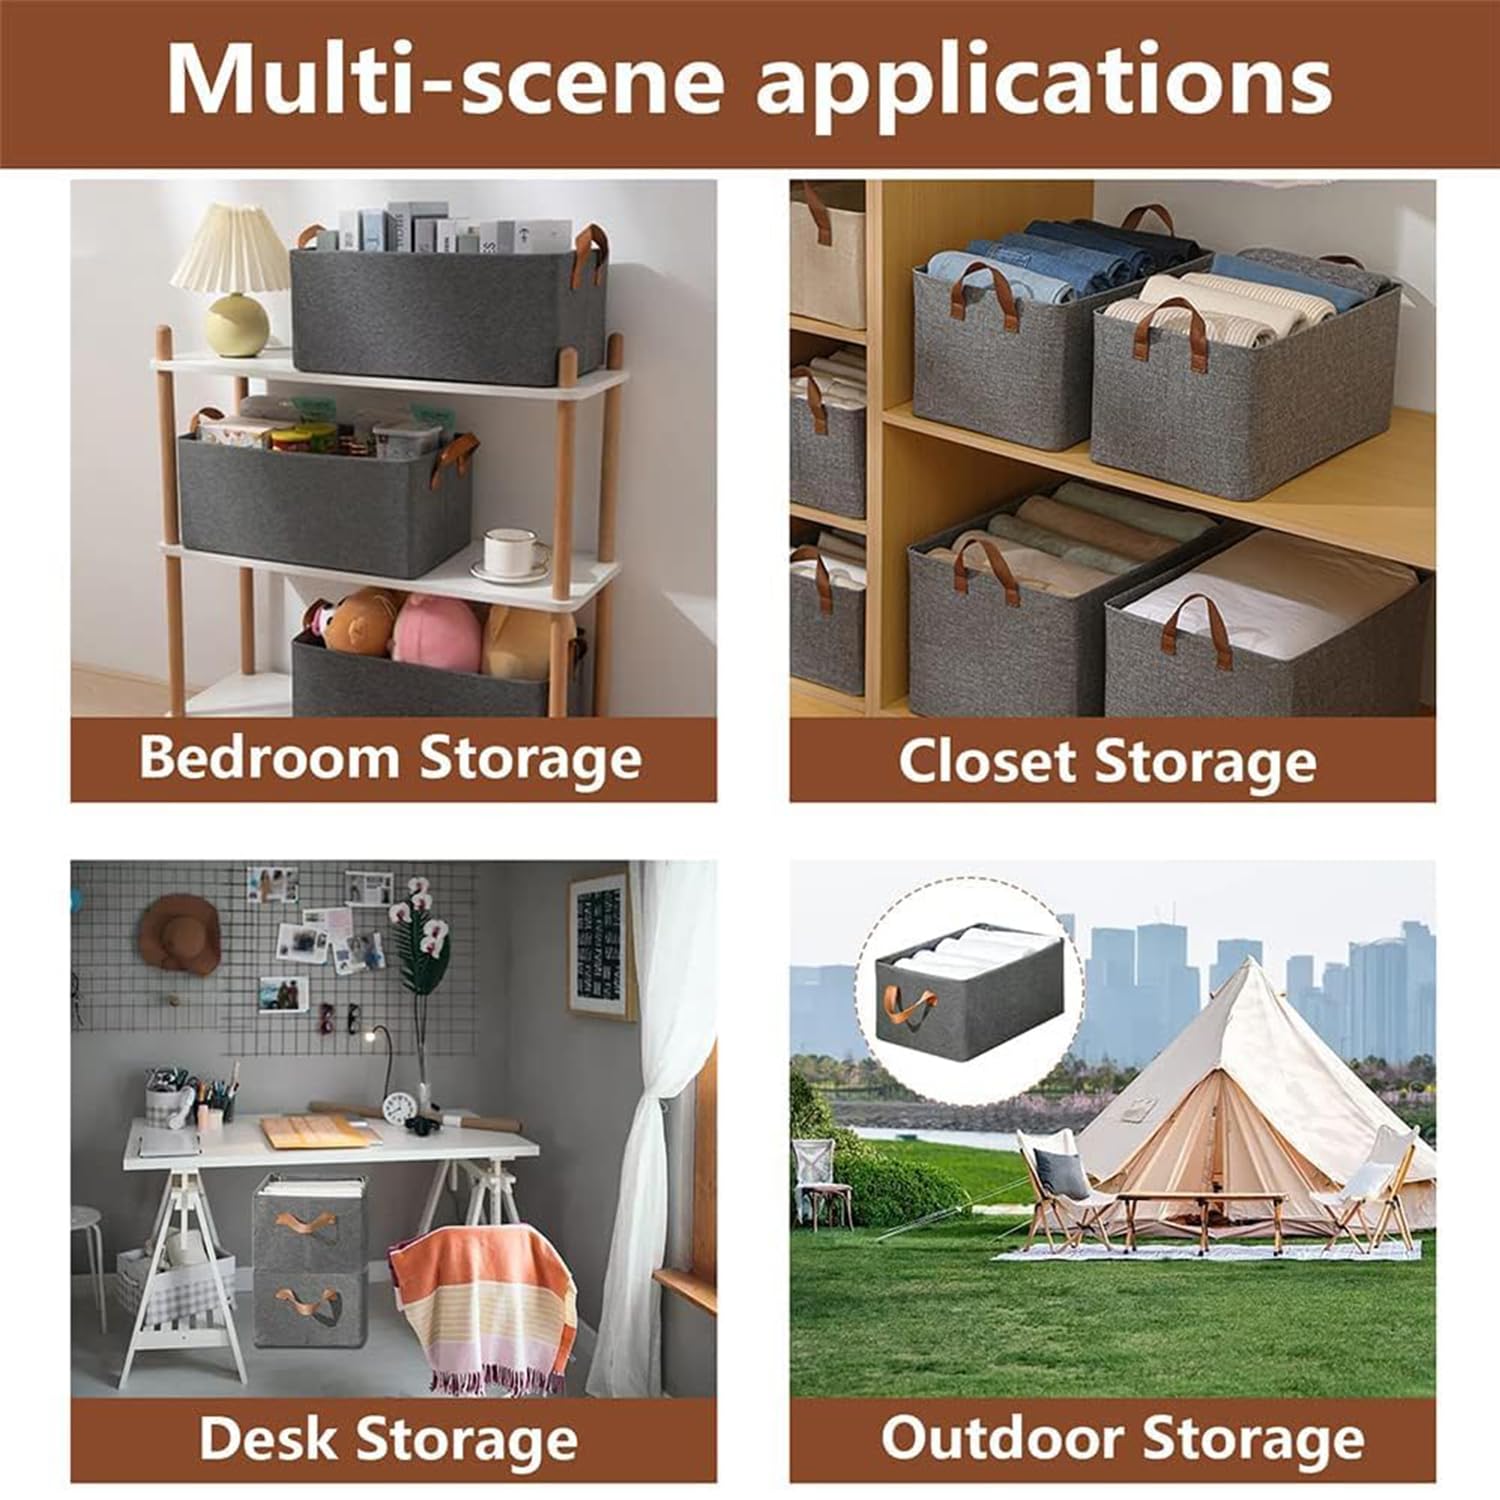 Multi-scene applications
Bedroom Storage
Closet Storage
Desk Storage
Outdoor Storage